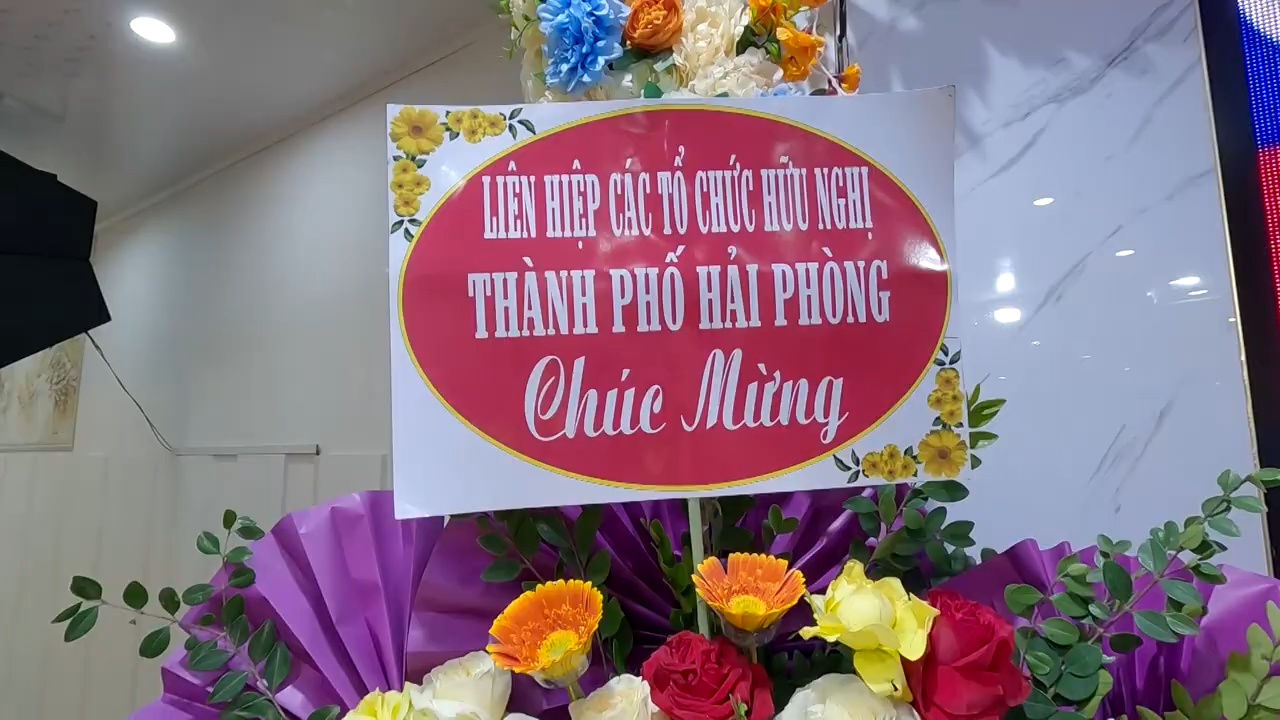 LIÊN HIỆP CÁC TỔ CHỨC HỮU NGHỊ
THÀNH PHỐ HẢI PHÒNG
Chúc Mừng